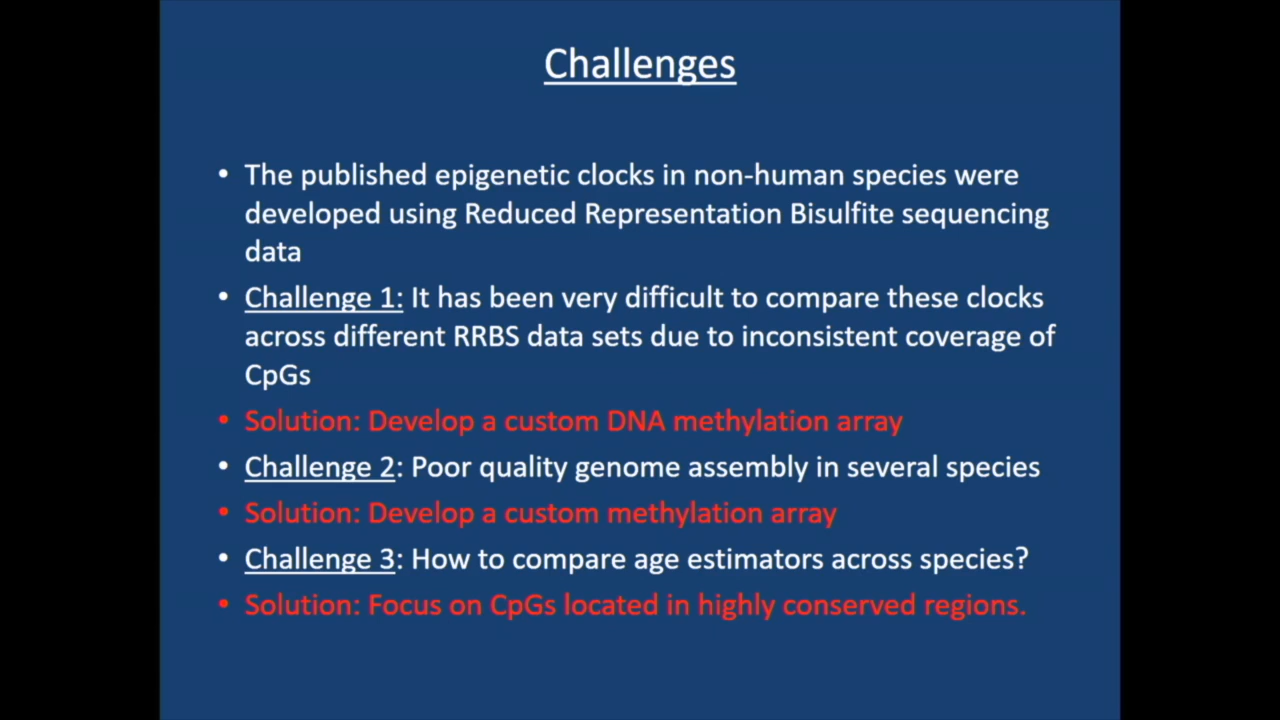 Challenges
• The published epigenetic clocks in non-human species were
developed using Reduced Representation Bisulfite sequencing
data
• Challenge 1: It has been very difficult to compare these clocks
across different RRBS data sets due to inconsistent coverage of
CpGs
• Solution: Develop a custom DNA methylation array
• Challenge 2: Poor quality genome assembly in several species
• Solution: Develop a custom methylation array
• Challenge 3: How to compare age estimators across species?
• Solution: Focus on CpGs located in highly conserved regions.